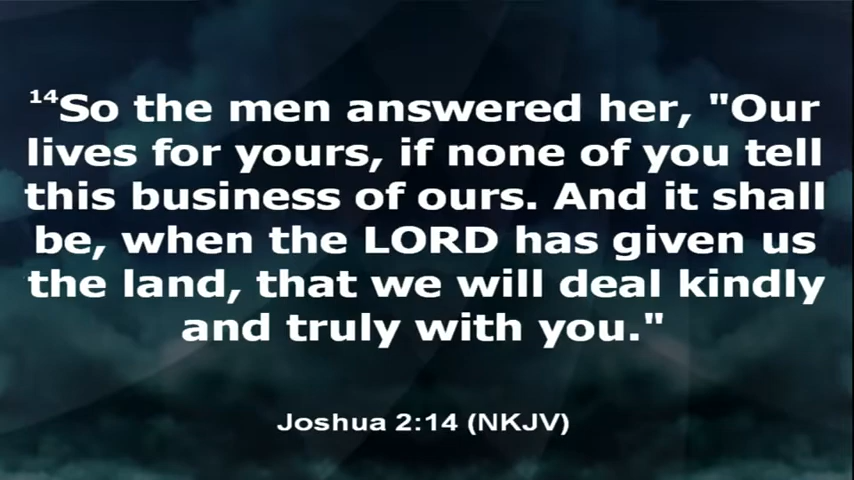 ¹⁴So the men answered her, "Our
lives for yours, if none of you tell
this business of ours. And it shall
be, when the LORD has given us
the land, that we will deal kindly
and truly with you."
Joshua 2:14 (NKJV)